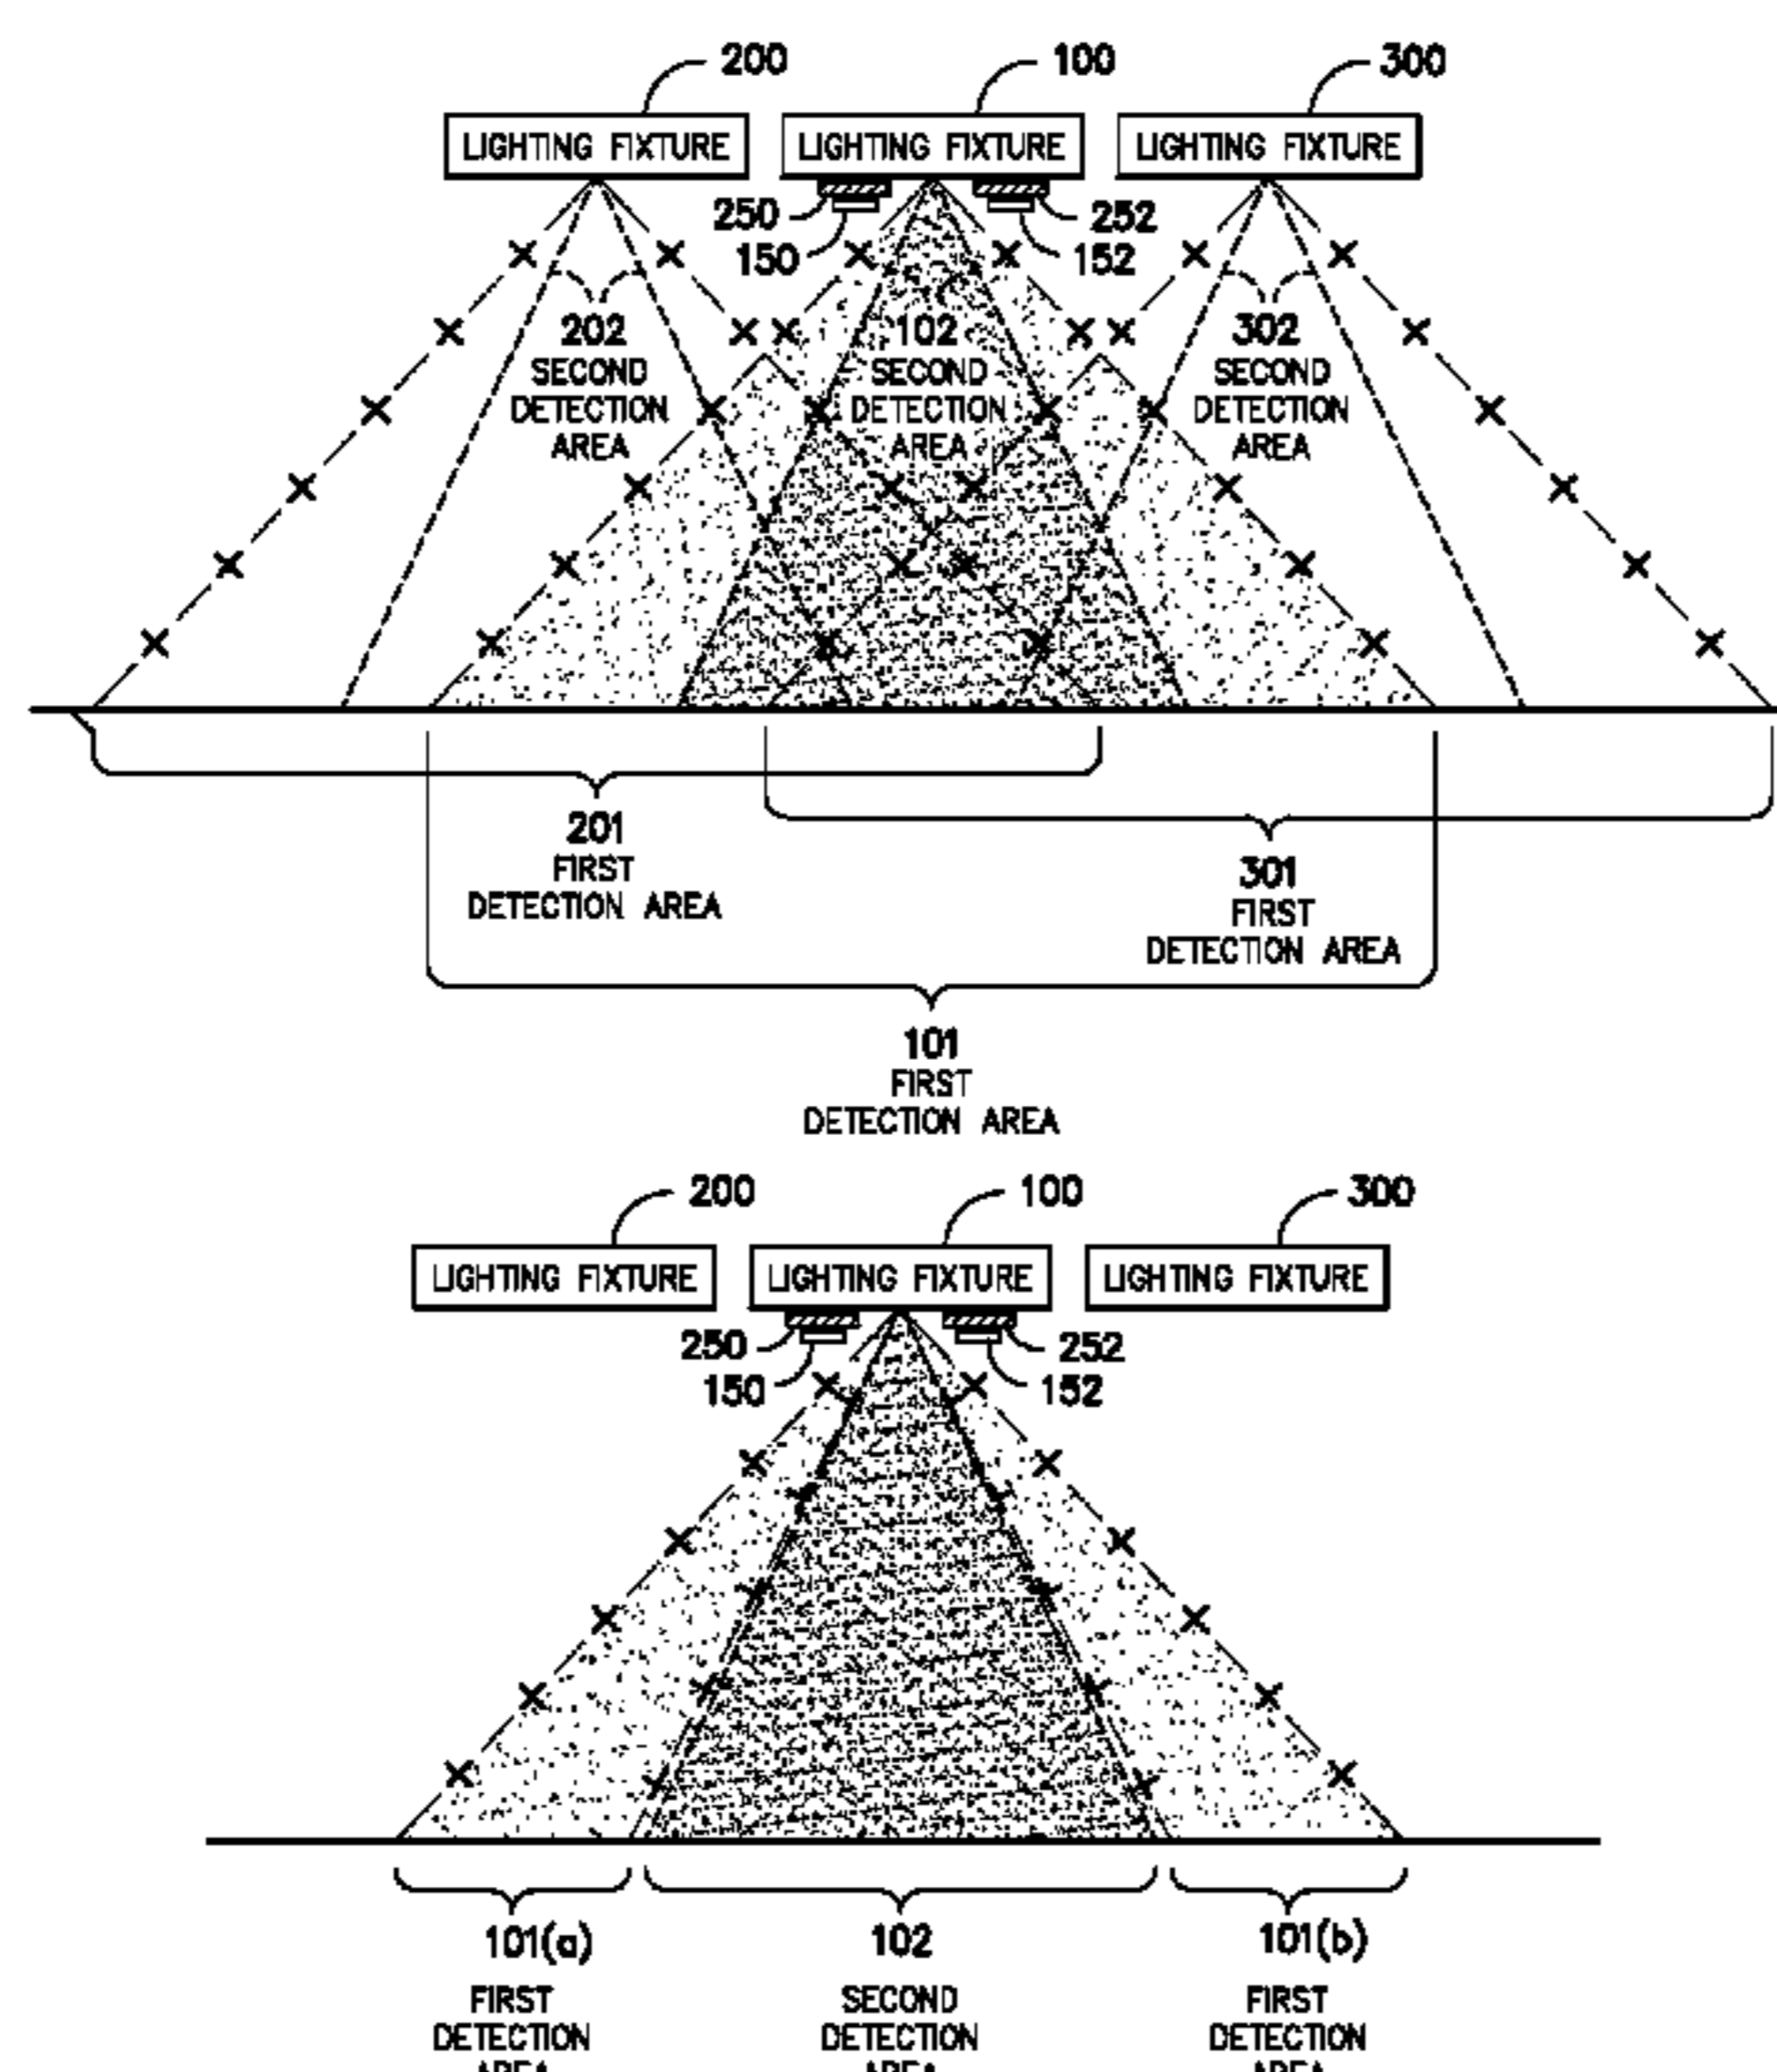 200 100 300
LIGHTING FIXTURE LIGHTING FIXTURE LIGHTING FIXTURE
250 252
150 152
202 102 302
SECOND SECOND SECOND
DETECTION DETECTION DETECTION
AREA AREA AREA
201
FIRST
DETECTION AREA
301
FIRST
DETECTION AREA
101
FIRST
DETECTION AREA
200 100 300
LIGHTING FIXTURE LIGHTING FIXTURE LIGHTING FIXTURE
250 252
150 152
101(a) 102 101(b)
FIRST SECOND FIRST
DETECTION DETECTION DETECTION
AREA AREA AREA